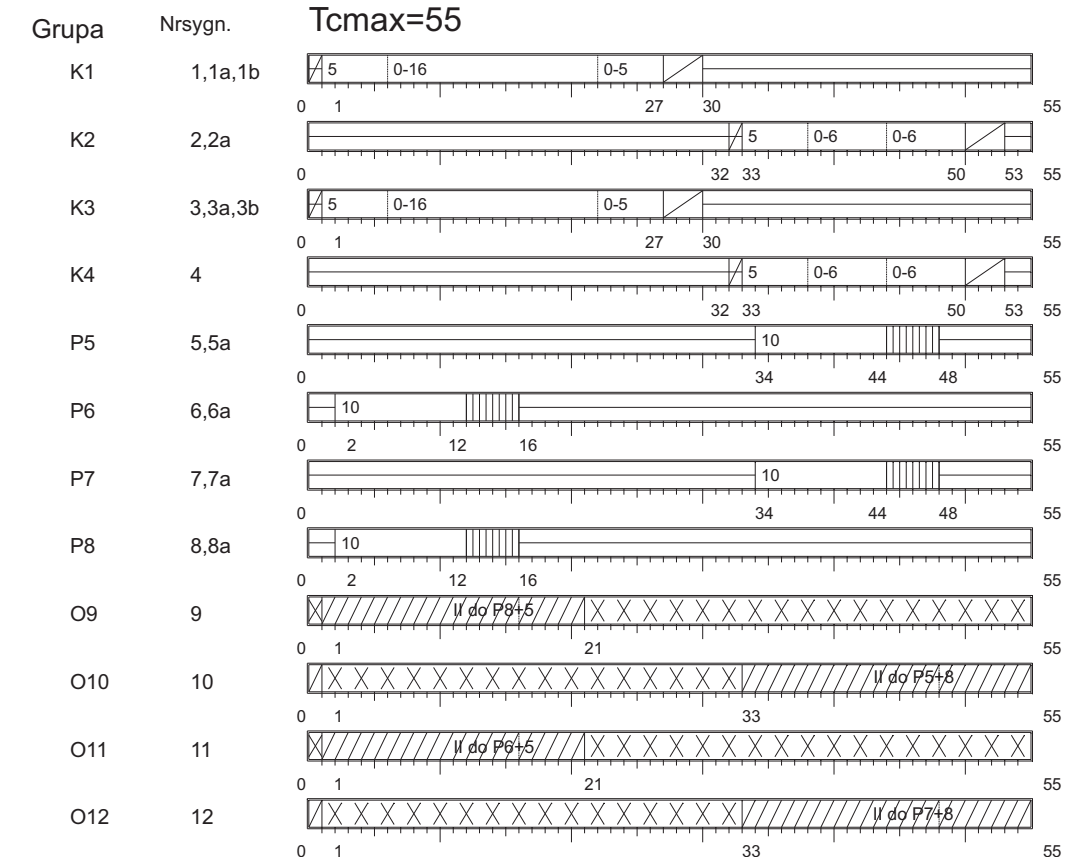 Grupa Nrsygn. Tcmax=55
K1 1,1a,1b 5 0-16 0-5
0 1 27 30 55
K2 2,2a 5 0-6 0-6
0 32 33 50 53 55
K3 3,3a,3b 5 0-16 0-5
0 1 27 30 55
K4 4 5 0-6 0-6
0 32 33 50 53 55
P5 5,5a 10
0 34 44 48 55
P6 6,6a 10
0 2 12 16 55
P7 7,7a 10
0 34 44 48 55
P8 8,8a 10
0 2 12 16 55
O9 9 II do P8+5
0 1 21 55
O10 10 II do P5+8
0 1 33 55
O11 11 II do P6+5
0 1 21 55
O12 12 II do P7+8
0 1 33 55